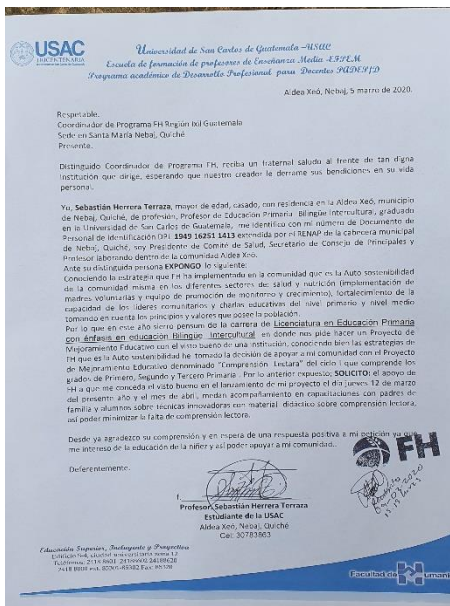 USAC
TRICENTENARIA
Universidad de San Carlos de Guatemala -USAC
Escuela de formación de profesores de Enseñanza Media -EFPEM
Programa académico de Desarrollo Profesional para Docentes PADEP/D
Aldea Xeó, Nebaj, 5 marzo de 2020.
Respetable.
Coordinador de Programa FH Región Ixil Guatemala
Sede en Santa María Nebaj, Quiché
Presente.
Distinguido Coordinador de Programa FH, reciba un fraternal saludo al frente de tan digna
institución que dirige, esperando que nuestro creador le derrame sus bendiciones en su vida
personal.
Yo, Sebastián Herrera Terraza, mayor de edad, casado, con residencia en la Aldea Xeó, municipio
de Nebaj, Quiché, de profesión, Profesor de Educación Primaria Bilingüe Intercultural, graduado
en la Universidad de San Carlos de Guatemala, me identifico con mi número de Documento de
Personal de Identificación DPI: 1949 16251 1413 extendida por el RENAP de la cabecera municipal
de Nebaj, Quiché, soy Presidente de Comité de Salud, Secretario de Consejo de Principales y
Profesor laborando dentro de la comunidad Aldea Xeó.
Ante su distinguida persona EXPONGO lo siguiente:
Conociendo la estrategia que FH ha implementada en la comunidad que es la Auto sostenibilidad
de la comunidad misma en los diferentes sectores de: salud y nutrición (implementación de
madres voluntarias y equipo de promoción de monitoreo y crecimiento), fortalecimiento de la
capacidad de los líderes comunitarios y charlas educativas del nivel primario y nivel medio
tomando en cuenta los principios y valores que posee la población.
Por lo que en este año cierro pensum de la carrera de Licenciatura en Educación Primaria
con énfasis en educación Bilingüe Intercultural en donde nos pide hacer un Proyecto de
Mejoramiento Educativo con el visto bueno de una institución, conociendo bien las estrategias de
FH que es la Auto sostenibilidad he tomado la decisión de apoyar a mi comunidad con el Proyecto
de Mejoramiento Educativo denominado "Comprensión Lectora" del ciclo I que comprende los
grados de Primero, Segundo y Tercero Primaria. Por lo anterior expuesto; SOLICITO: el apoyo de
FH a que me conceda el visto bueno en el lanzamiento de mi proyecto el día jueves 12 de marzo
del presente año y el mes de abril, me dan acompañamiento en capacitaciones con padres de
familia y alumnos sobre técnicas innovadoras con material didáctico sobre comprensión lectora,
así poder minimizar la falta de comprensión lectora.
Desde ya agradezco su comprensión y en espera de una respuesta positiva a mi petición ya que
me intereso de la educación de la niñez y así poder apoyar a mi comunidad.
FH
Deferentemente.
f.
Profesor: Sebastián Herrera Terraza
Estudiante de la USAC
Aldea Xeó, Nebaj, Quiché
Cel: 30783863
Educación Superior, Incluyente y Proyectiva
Edificio S-1, ciudad universitaria zona 12
Facultad de Humani